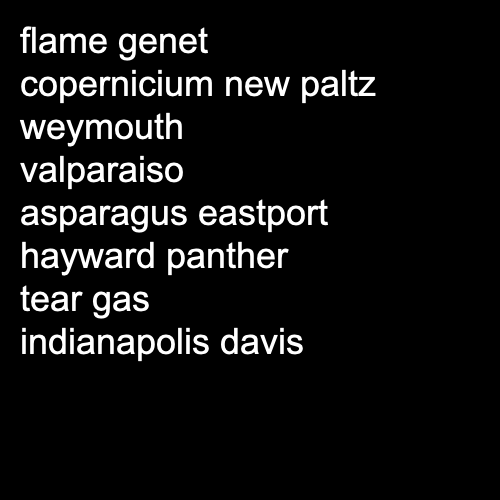 flame genet
copernicium new paltz
weymouth
valparaiso
asparagus eastport
hayward panther
tear gas
indianapolis davis